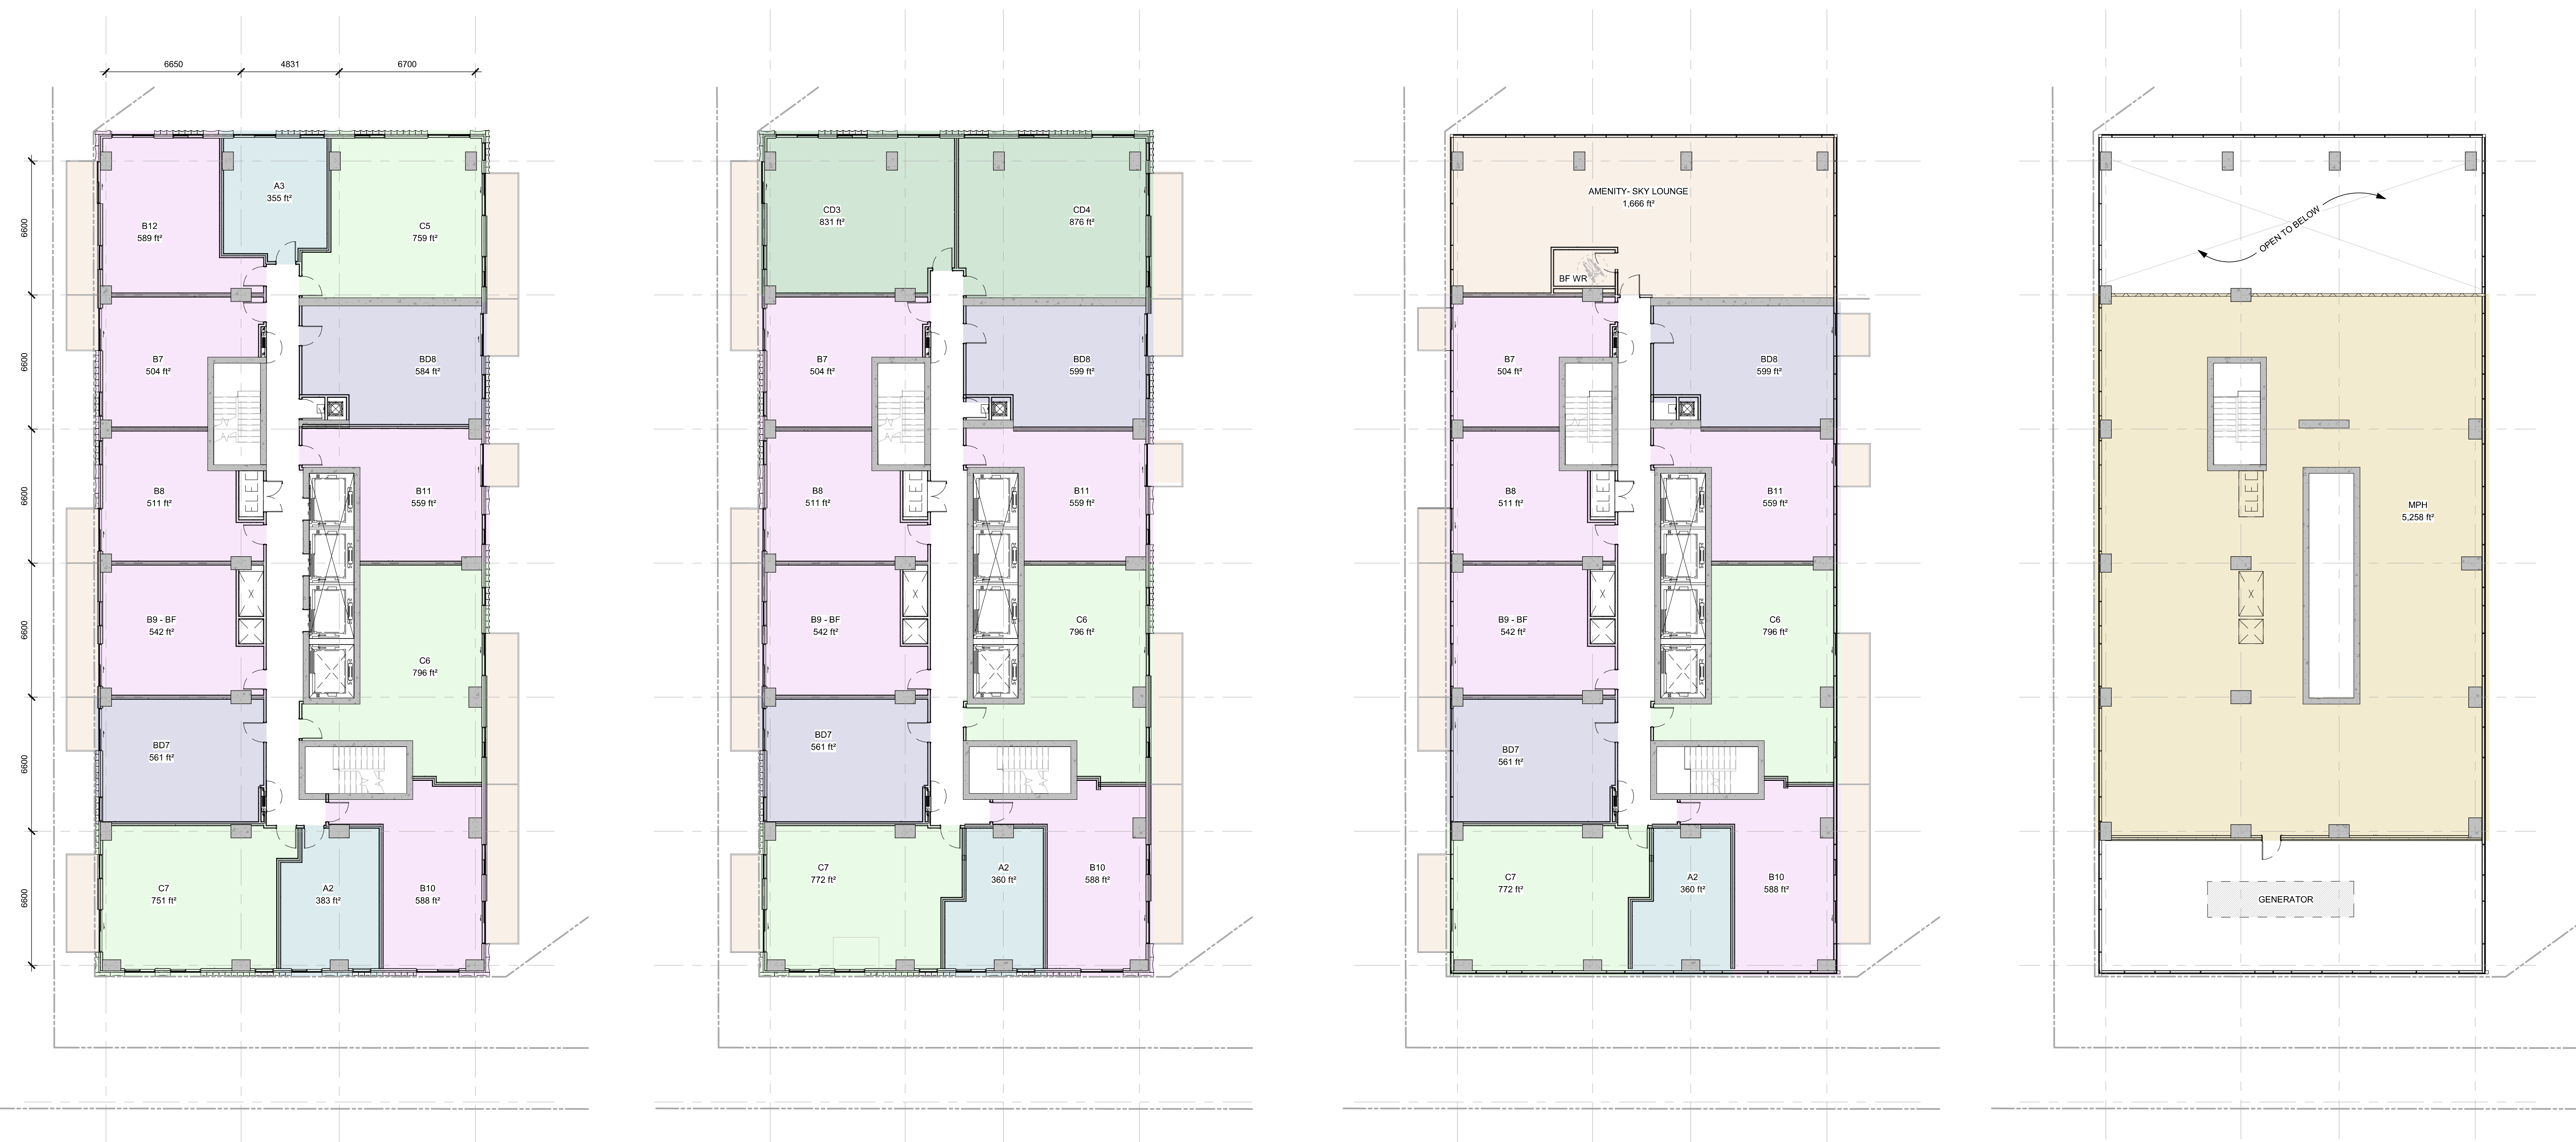 6650
4831
6700
6600
6600
6600
6600
6600
6600
A3
355 ft²
B12
589 ft²
C5
759 ft²
B7
504 ft²
BD8
584 ft²
B8
511 ft²
ELEC
B11
559 ft²
B9 - BF
542 ft²
C6
796 ft²
BD7
561 ft²
C7
751 ft²
A2
383 ft²
B10
588 ft²
CD3
831 ft²
CD4
876 ft²
B7
504 ft²
BD8
599 ft²
B8
511 ft²
ELEC
B11
559 ft²
B9 - BF
542 ft²
C6
796 ft²
BD7
561 ft²
C7
772 ft²
A2
360 ft²
B10
588 ft²
AMENITY- SKY LOUNGE
1,666 ft²
BF WR
B7
504 ft²
BD8
599 ft²
B8
511 ft²
ELEC
B11
559 ft²
B9 - BF
542 ft²
C6
796 ft²
BD7
561 ft²
C7
772 ft²
A2
360 ft²
B10
588 ft²
OPEN TO BELOW
ELEC
MPH
5,258 ft²
GENERATOR